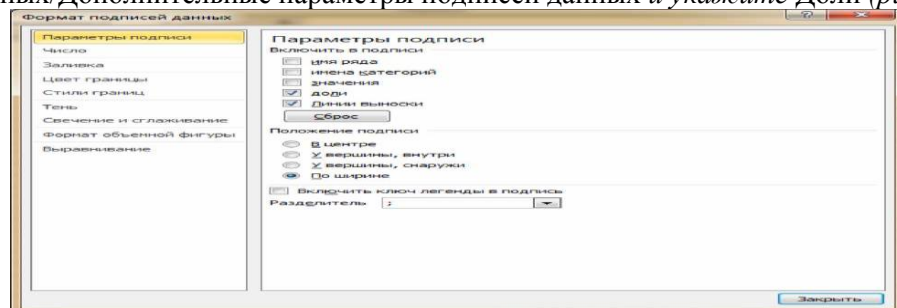 ных/Дополнительные параметры подписей данных и укажите Доли (ри
Формат подписей данных
Параметры подписи
Число
Заливка
Цвет границы
Стили границ
Тень
Свечение и сглаживание
Формат объемной фигуры
Выравнивание
Параметры подписи
Включить в подписи
имя ряда
имена категорий
значения
доли
Линии выноски
Сброс
Положение подписи
В центре
У вершины, внутри
У вершины, снаружи
По ширине
Включить ключ легенды в подпись
Разделитель ;
Закрыть